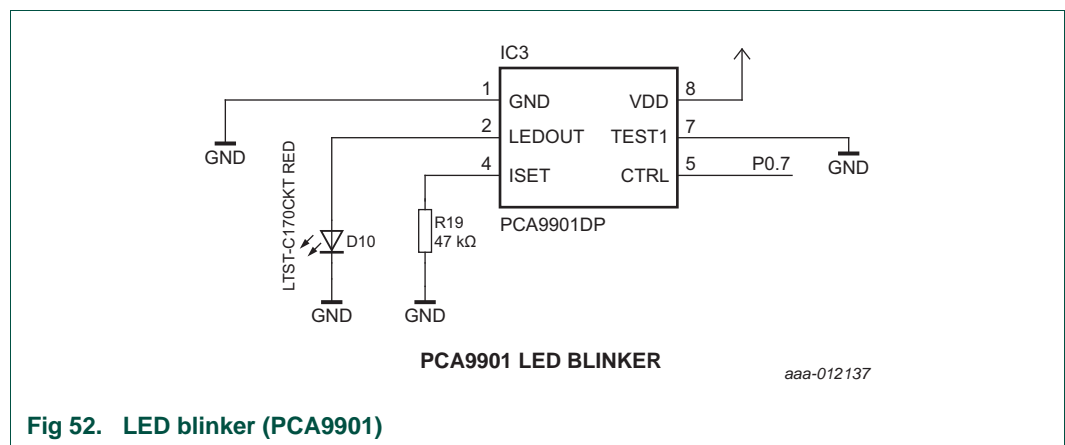 IC3
1 GND VDD 8
2 LEDOUT TEST1 7
4 ISET CTRL 5 P0.7
GND
GND
PCA9901DP
LTST-C170CKT RED
D10
R19
47 kΩ
GND
GND
PCA9901 LED BLINKER
aaa-012137
Fig 52. LED blinker (PCA9901)